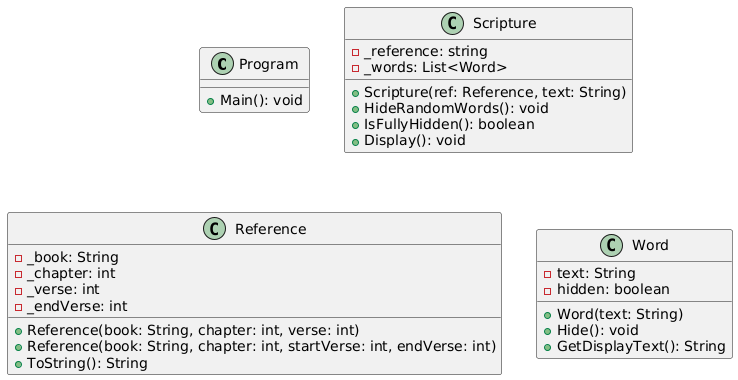 C Program
Main(): void
C Scripture
_reference: string
_words: List<Word>
Scripture(ref: Reference, text: String)
HideRandomWords(): void
IsFullyHidden(): boolean
Display(): void
C Reference
_book: String
_chapter: int
_verse: int
_endVerse: int
Reference(book: String, chapter: int, verse: int)
Reference(book: String, chapter: int, startVerse: int, endVerse: int)
ToString(): String
C Word
text: String
hidden: boolean
Word(text: String)
Hide(): void
GetDisplayText(): String